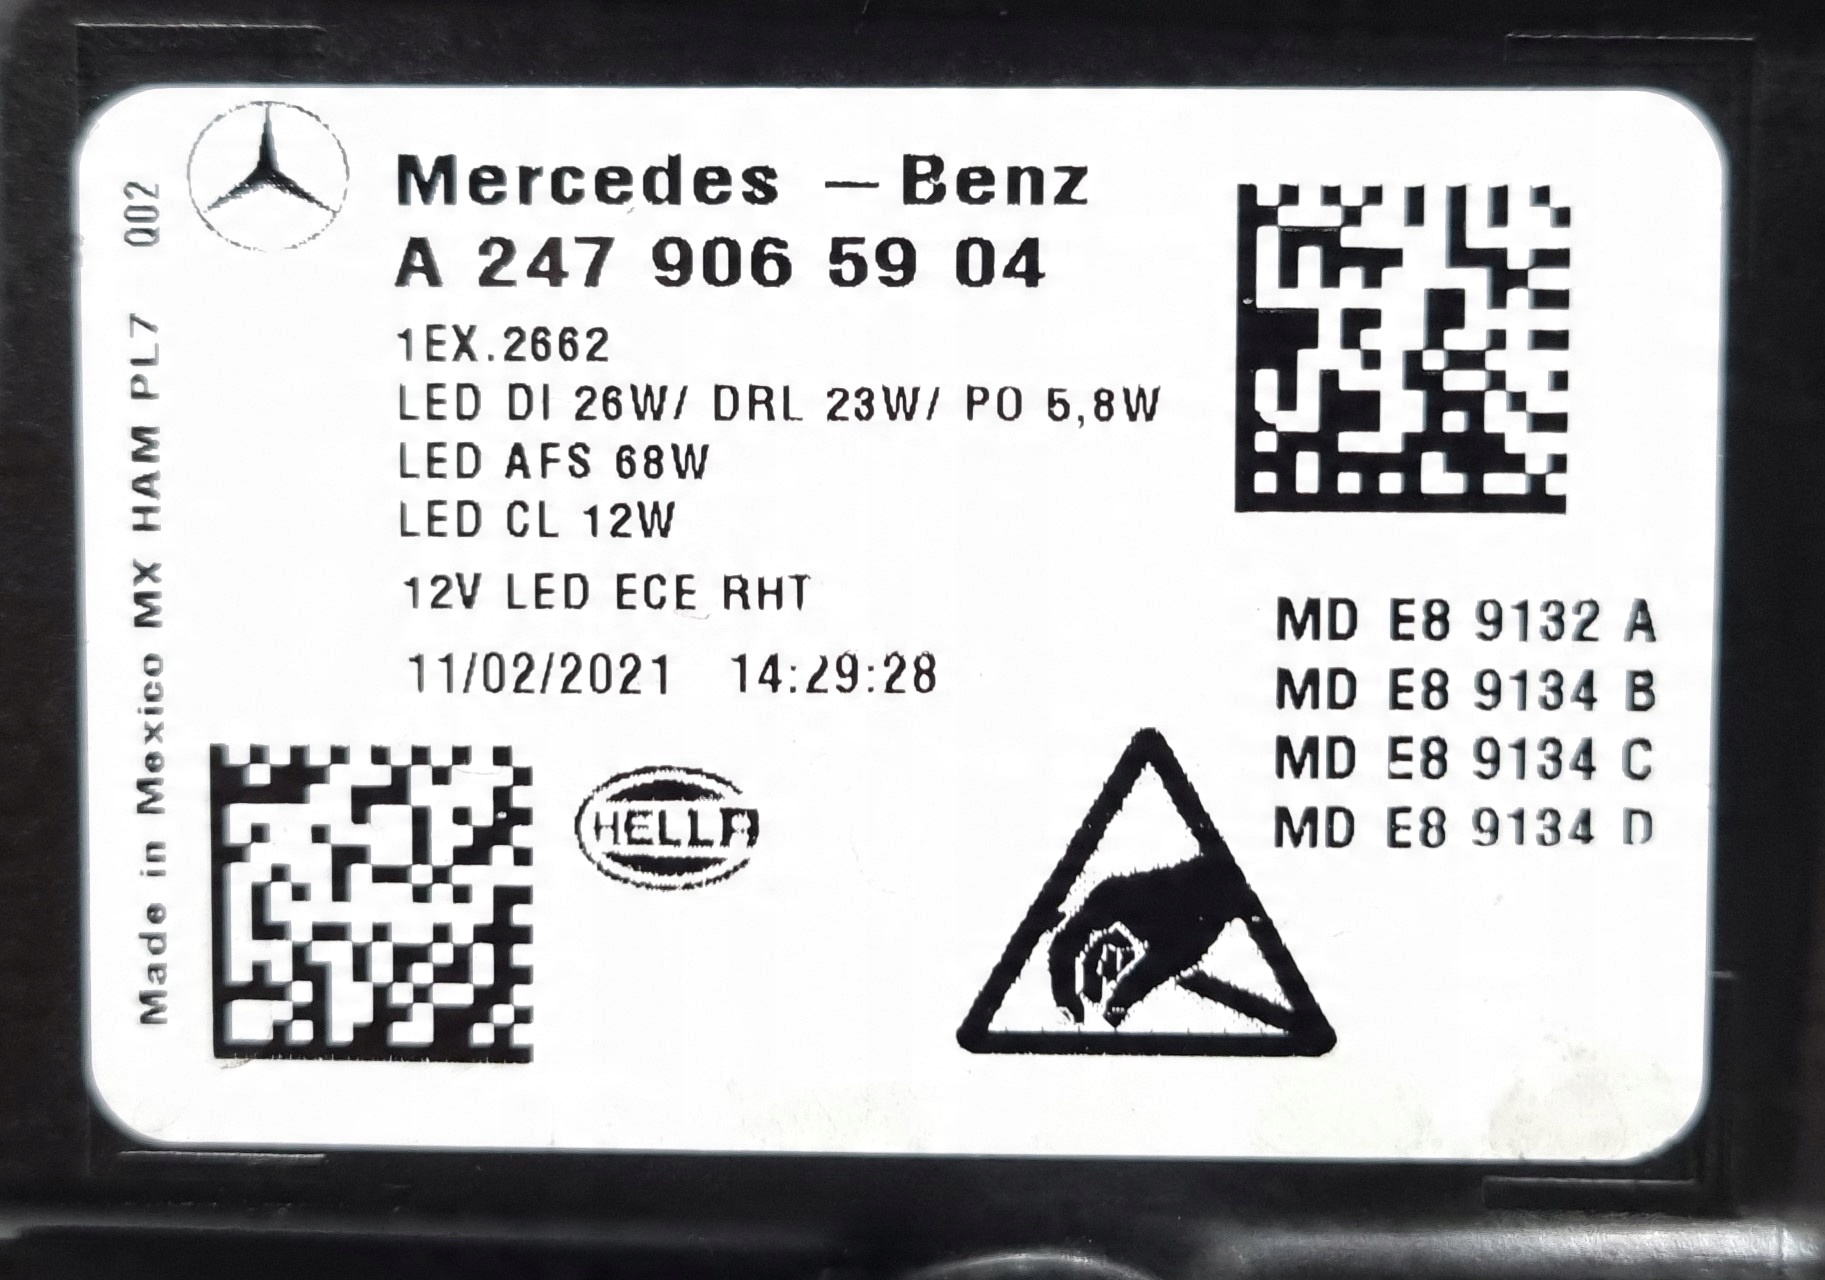 Mercedes - Benz
A 247 906 59 04
1EX.2662
LED DI 26W/ DRL 23W/ PO 5,8W
LED AFS 68W
LED CL 12W
12V LED ECE RHT
11/02/2021 14:29:28
HELLA
MD E8 9132 A
MD E8 9134 B
MD E8 9134 C
MD E8 9134 D
Made in Mexico MX HAM PL7 Q02